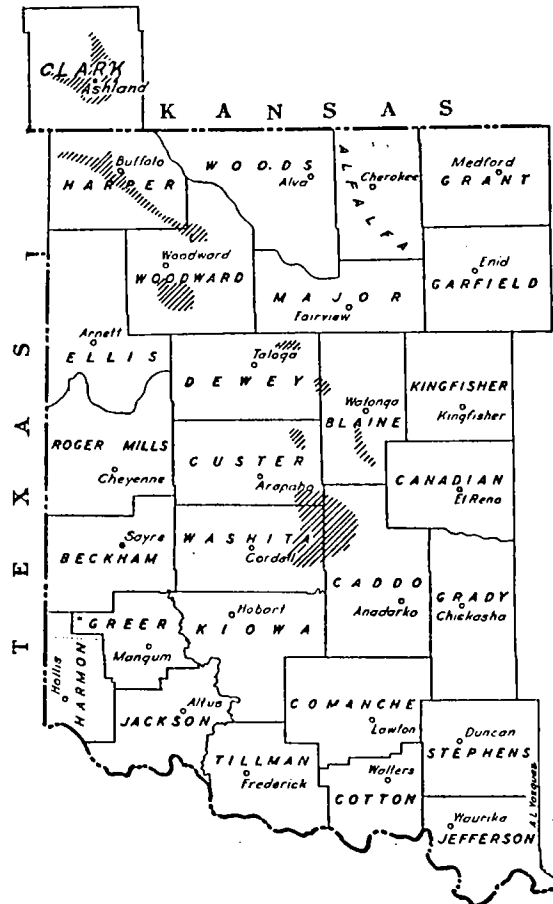 CLARK
Ashland
KANSAS
Buffalo
HARPER
WOODS
Alva
ALFALFA
Cherokee
Medford
GRANT
Woodward
WOODWARD
Enid
GARFIELD
MAJOR
Fairview
TEXAS
Arnett
ELLIS
Taloga
DEWEY
Watonga
BLAINE
KINGFISHER
Kingfisher
ROGER MILLS
Cheyenne
CUSTER
Arapaho
CANADIAN
El Reno
Sayre
BECKHAM
WASHITA
Cordell
CADDO
Anadarko
GRADY
Chickasha
GREER
Mangum
Hobart
KIOWA
Hollis
HARMON
Altus
JACKSON
COMANCHE
Lawton
Duncan
STEPHENS
TILLMAN
Frederick
Walters
COTTON
Waurika
JEFFERSON
A.L. Vosquez